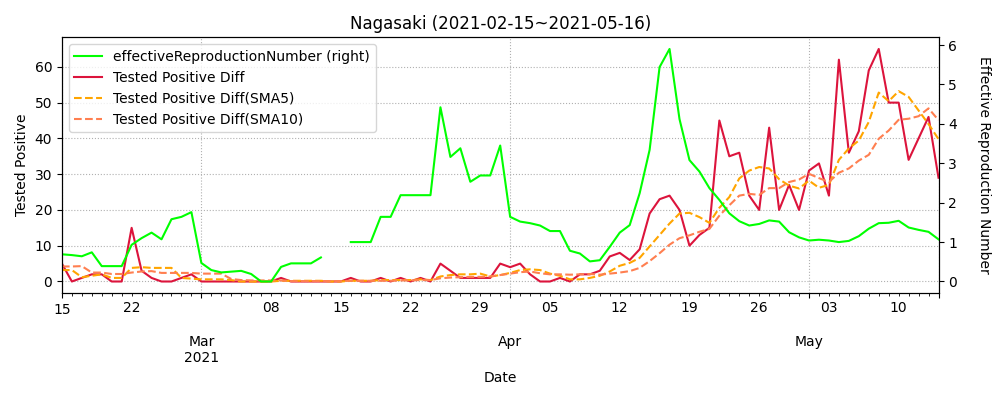 Nagasaki (2021-02-15~2021-05-16)
effectiveReproductionNumber (right)
Tested Positive Diff
Tested Positive Diff(SMA5)
Tested Positive Diff(SMA10)
Tested Positive
60
50
40
30
20
10
0
6
5
4
3
2
1
0
Effective Reproduction Number
15 22 08 15 22 29 05 12 19 26 03 10
Mar Apr May
2021
Date